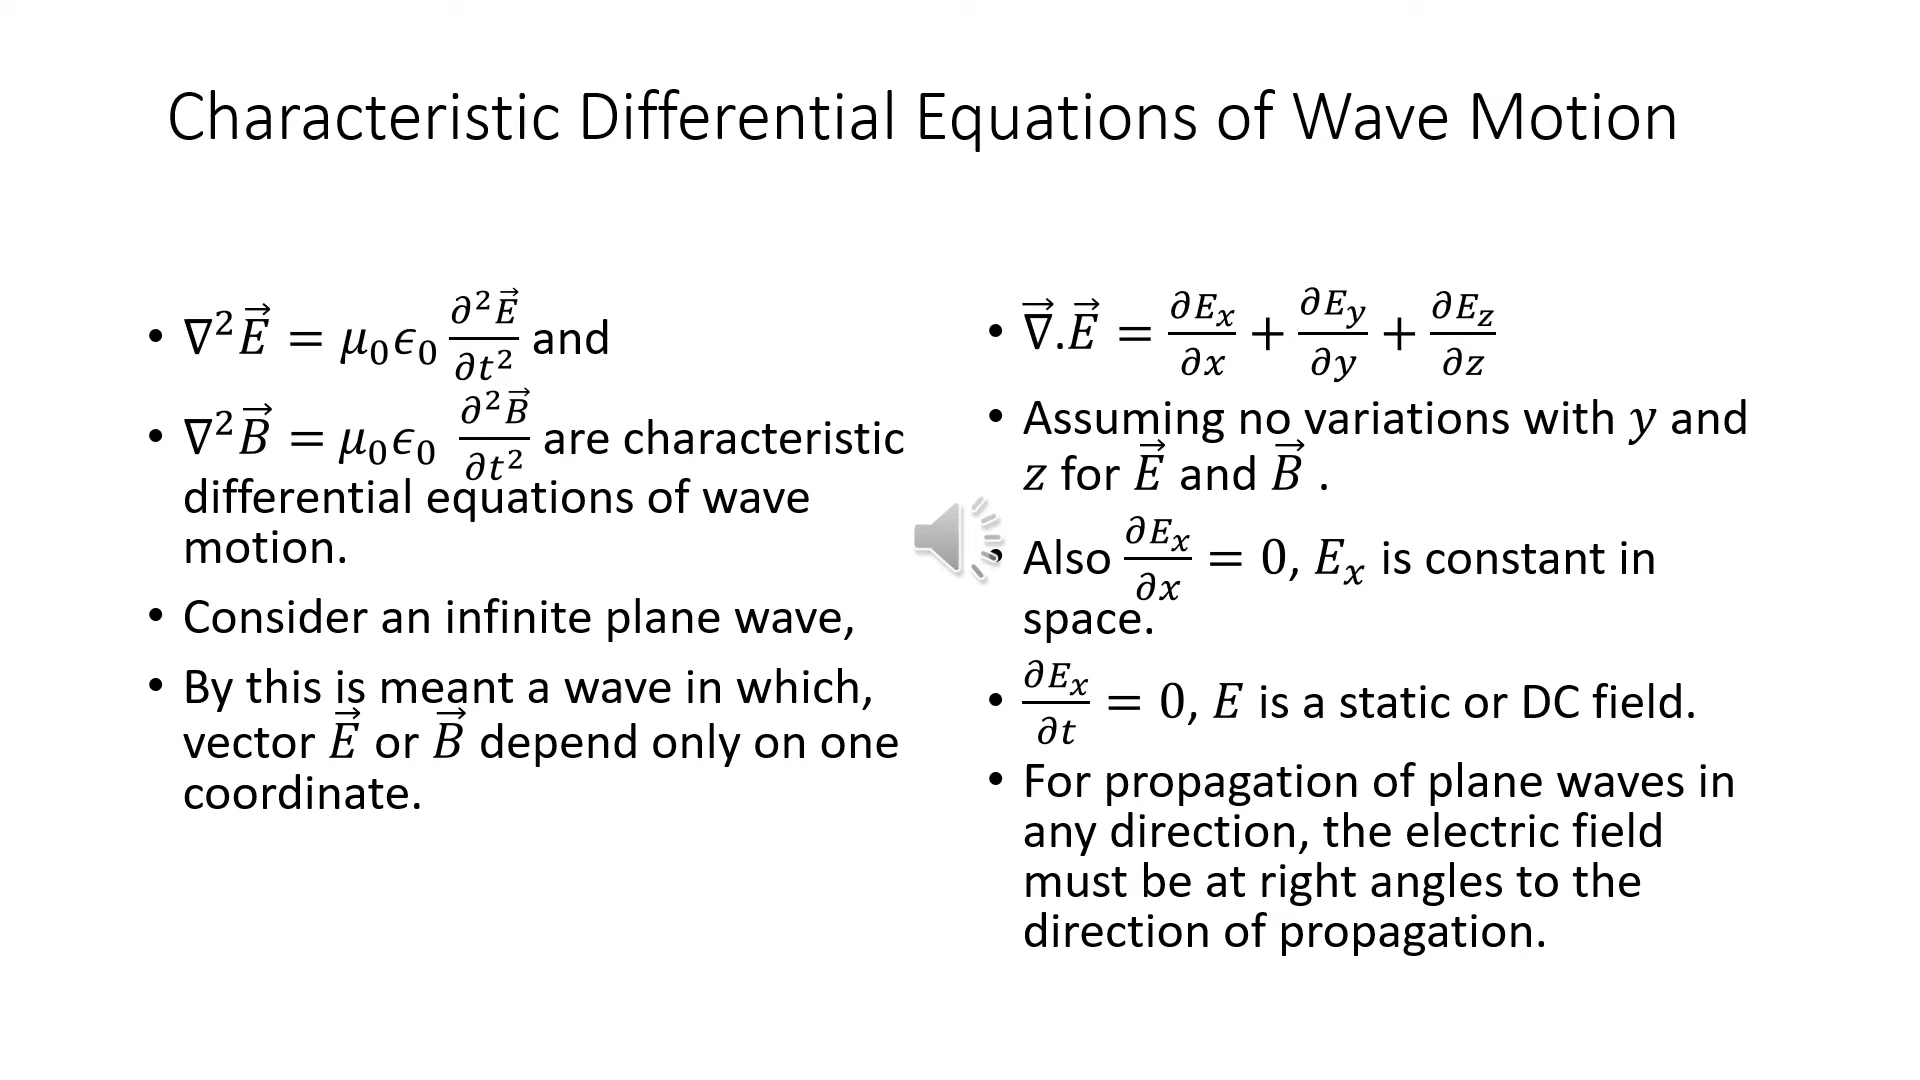 Characteristic Differential Equations of Wave Motion
• ∇²E⃗ = μ₀ϵ₀ ∂²E⃗/∂t² and
• ∇²B⃗ = μ₀ϵ₀ ∂²B⃗/∂t² are characteristic
differential equations of wave
motion.
• Consider an infinite plane wave,
• By this is meant a wave in which,
vector E⃗ or B⃗ depend only on one
coordinate.
• ∇⃗.E⃗ = ∂Eₓ/∂x + ∂E_y/∂y + ∂E_z/∂z
• Assuming no variations with y and
z for E⃗ and B⃗ .
• Also ∂Eₓ/∂x = 0, Eₓ is constant in
space.
• ∂Eₓ/∂t = 0, E is a static or DC field.
• For propagation of plane waves in
any direction, the electric field
must be at right angles to the
direction of propagation.